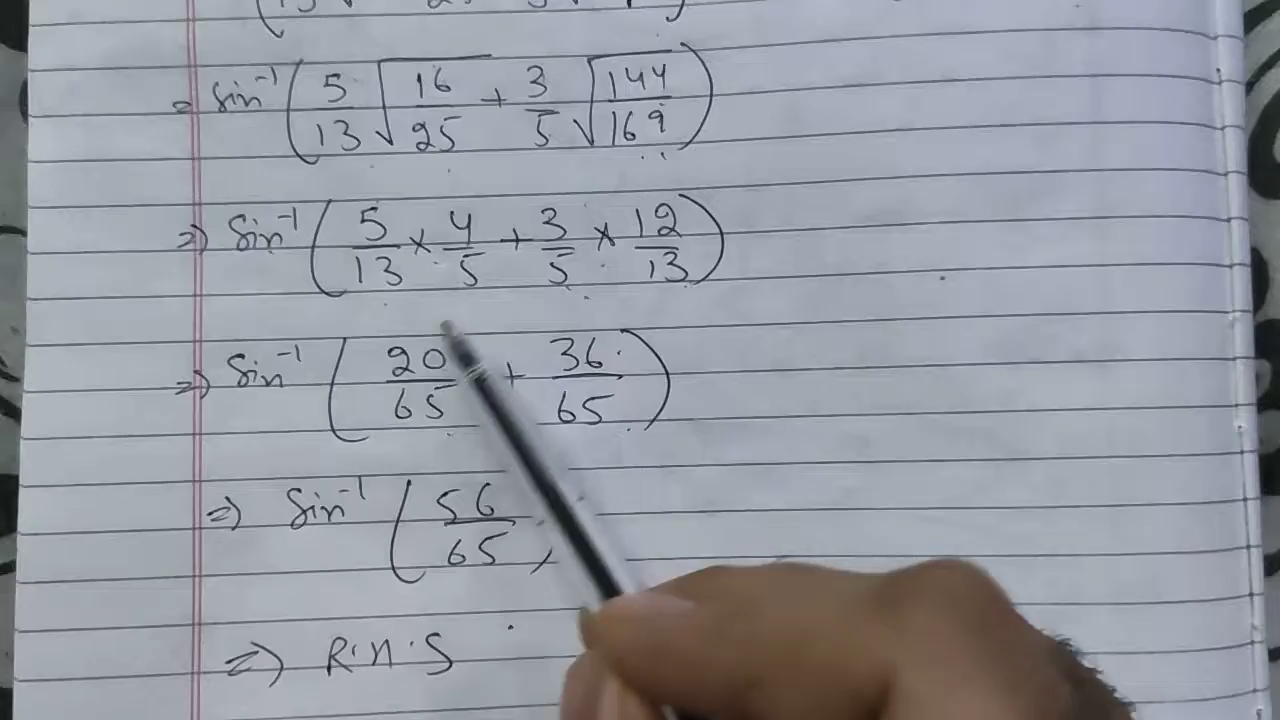 ⇒ Sin⁻¹ (5/13 √16/25 + 3/5 √144/169)
⇒ Sin⁻¹ (5/13 × 4/5 + 3/5 × 12/13)
⇒ Sin⁻¹ (20/65 + 36/65)
⇒ Sin⁻¹ (56/65)
⇒ R.H.S